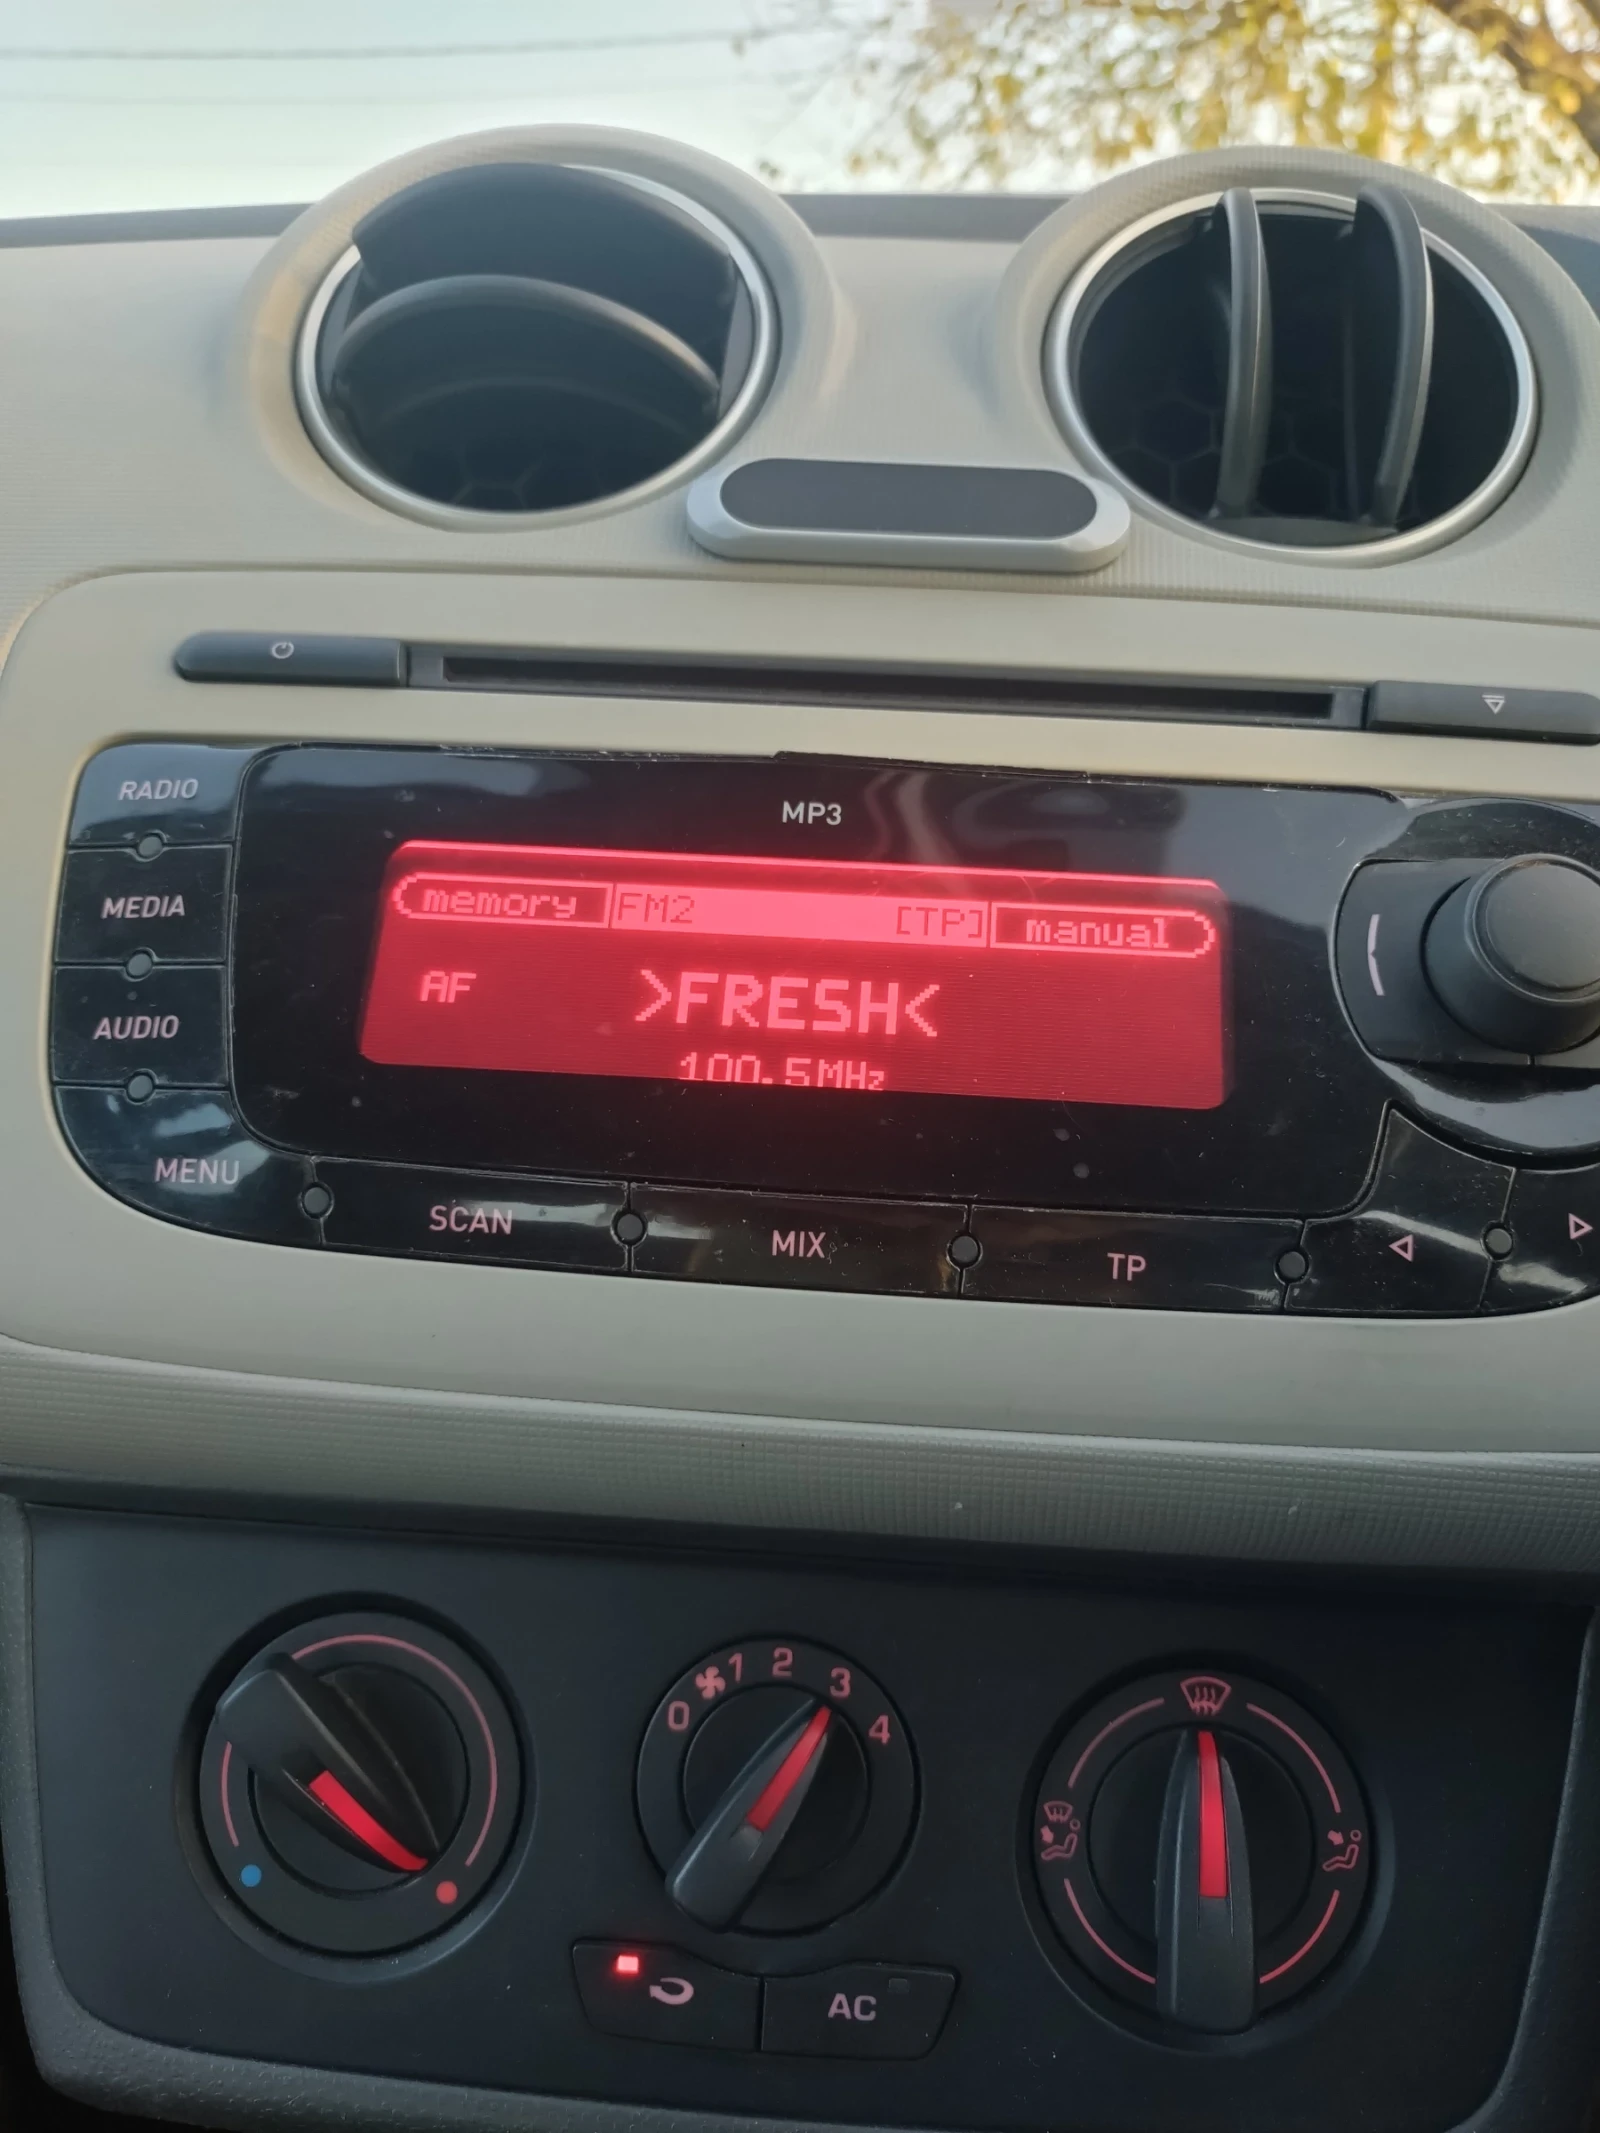 RADIO
MP3
MEDIA
memory FM2 [TP] manual
AF >FRESH<
100.5MHz
AUDIO
MENU
SCAN
MIX
TP
0 1 2 3 4
AC